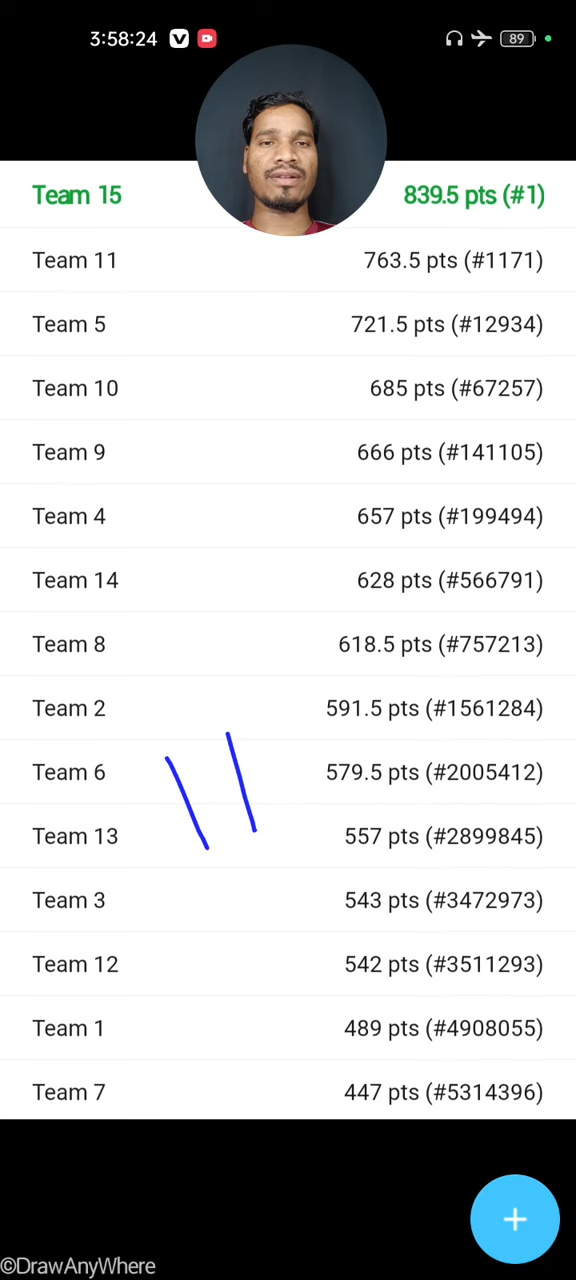 3:58:24 89
Team 15 839.5 pts (#1)
Team 11 763.5 pts (#1171)
Team 5 721.5 pts (#12934)
Team 10 685 pts (#67257)
Team 9 666 pts (#141105)
Team 4 657 pts (#199494)
Team 14 628 pts (#566791)
Team 8 618.5 pts (#757213)
Team 2 591.5 pts (#1561284)
Team 6 579.5 pts (#2005412)
Team 13 557 pts (#2899845)
Team 3 543 pts (#3472973)
Team 12 542 pts (#3511293)
Team 1 489 pts (#4908055)
Team 7 447 pts (#5314396)
+
©DrawAnyWhere